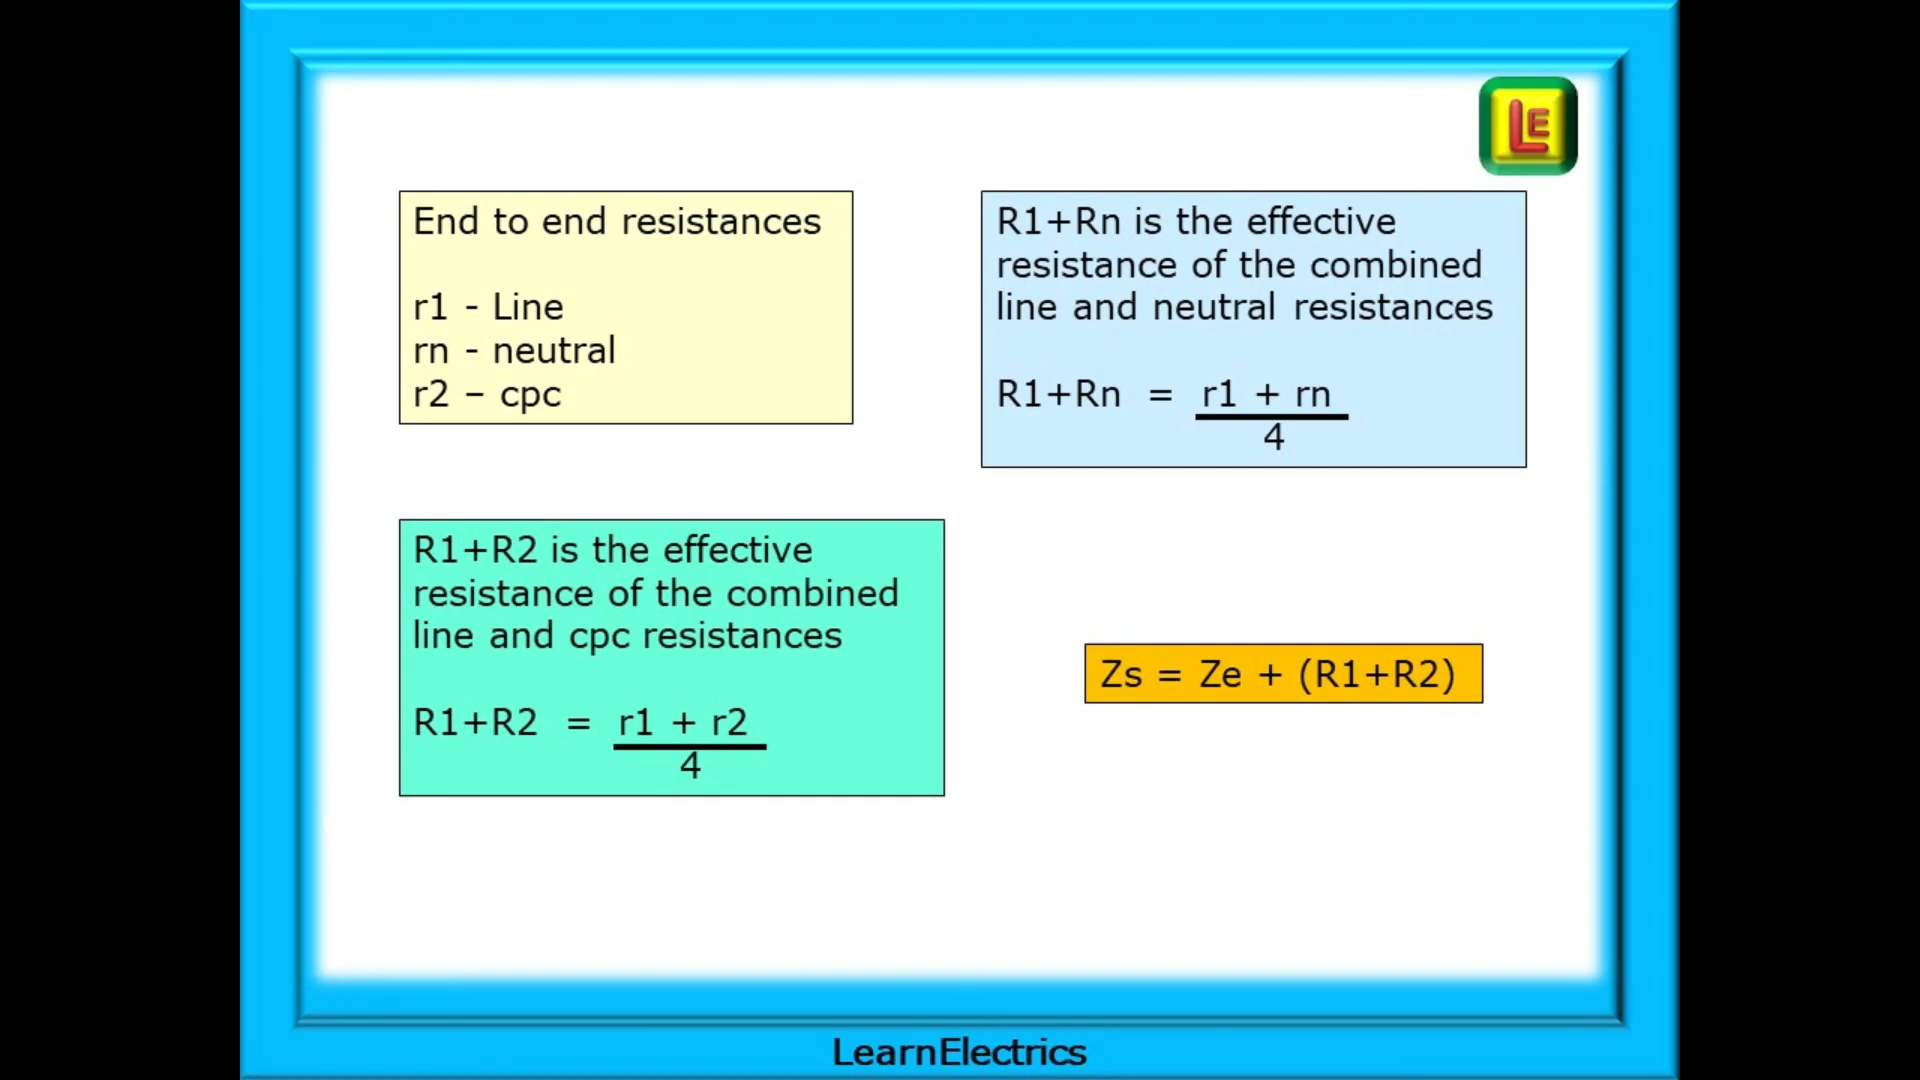 LE
End to end resistances
r1 - Line
rn - neutral
r2 – cpc
R1+Rn is the effective
resistance of the combined
line and neutral resistances
R1+Rn = r1 + rn
4
R1+R2 is the effective
resistance of the combined
line and cpc resistances
R1+R2 = r1 + r2
4
Zs = Ze + (R1+R2)
LearnElectrics